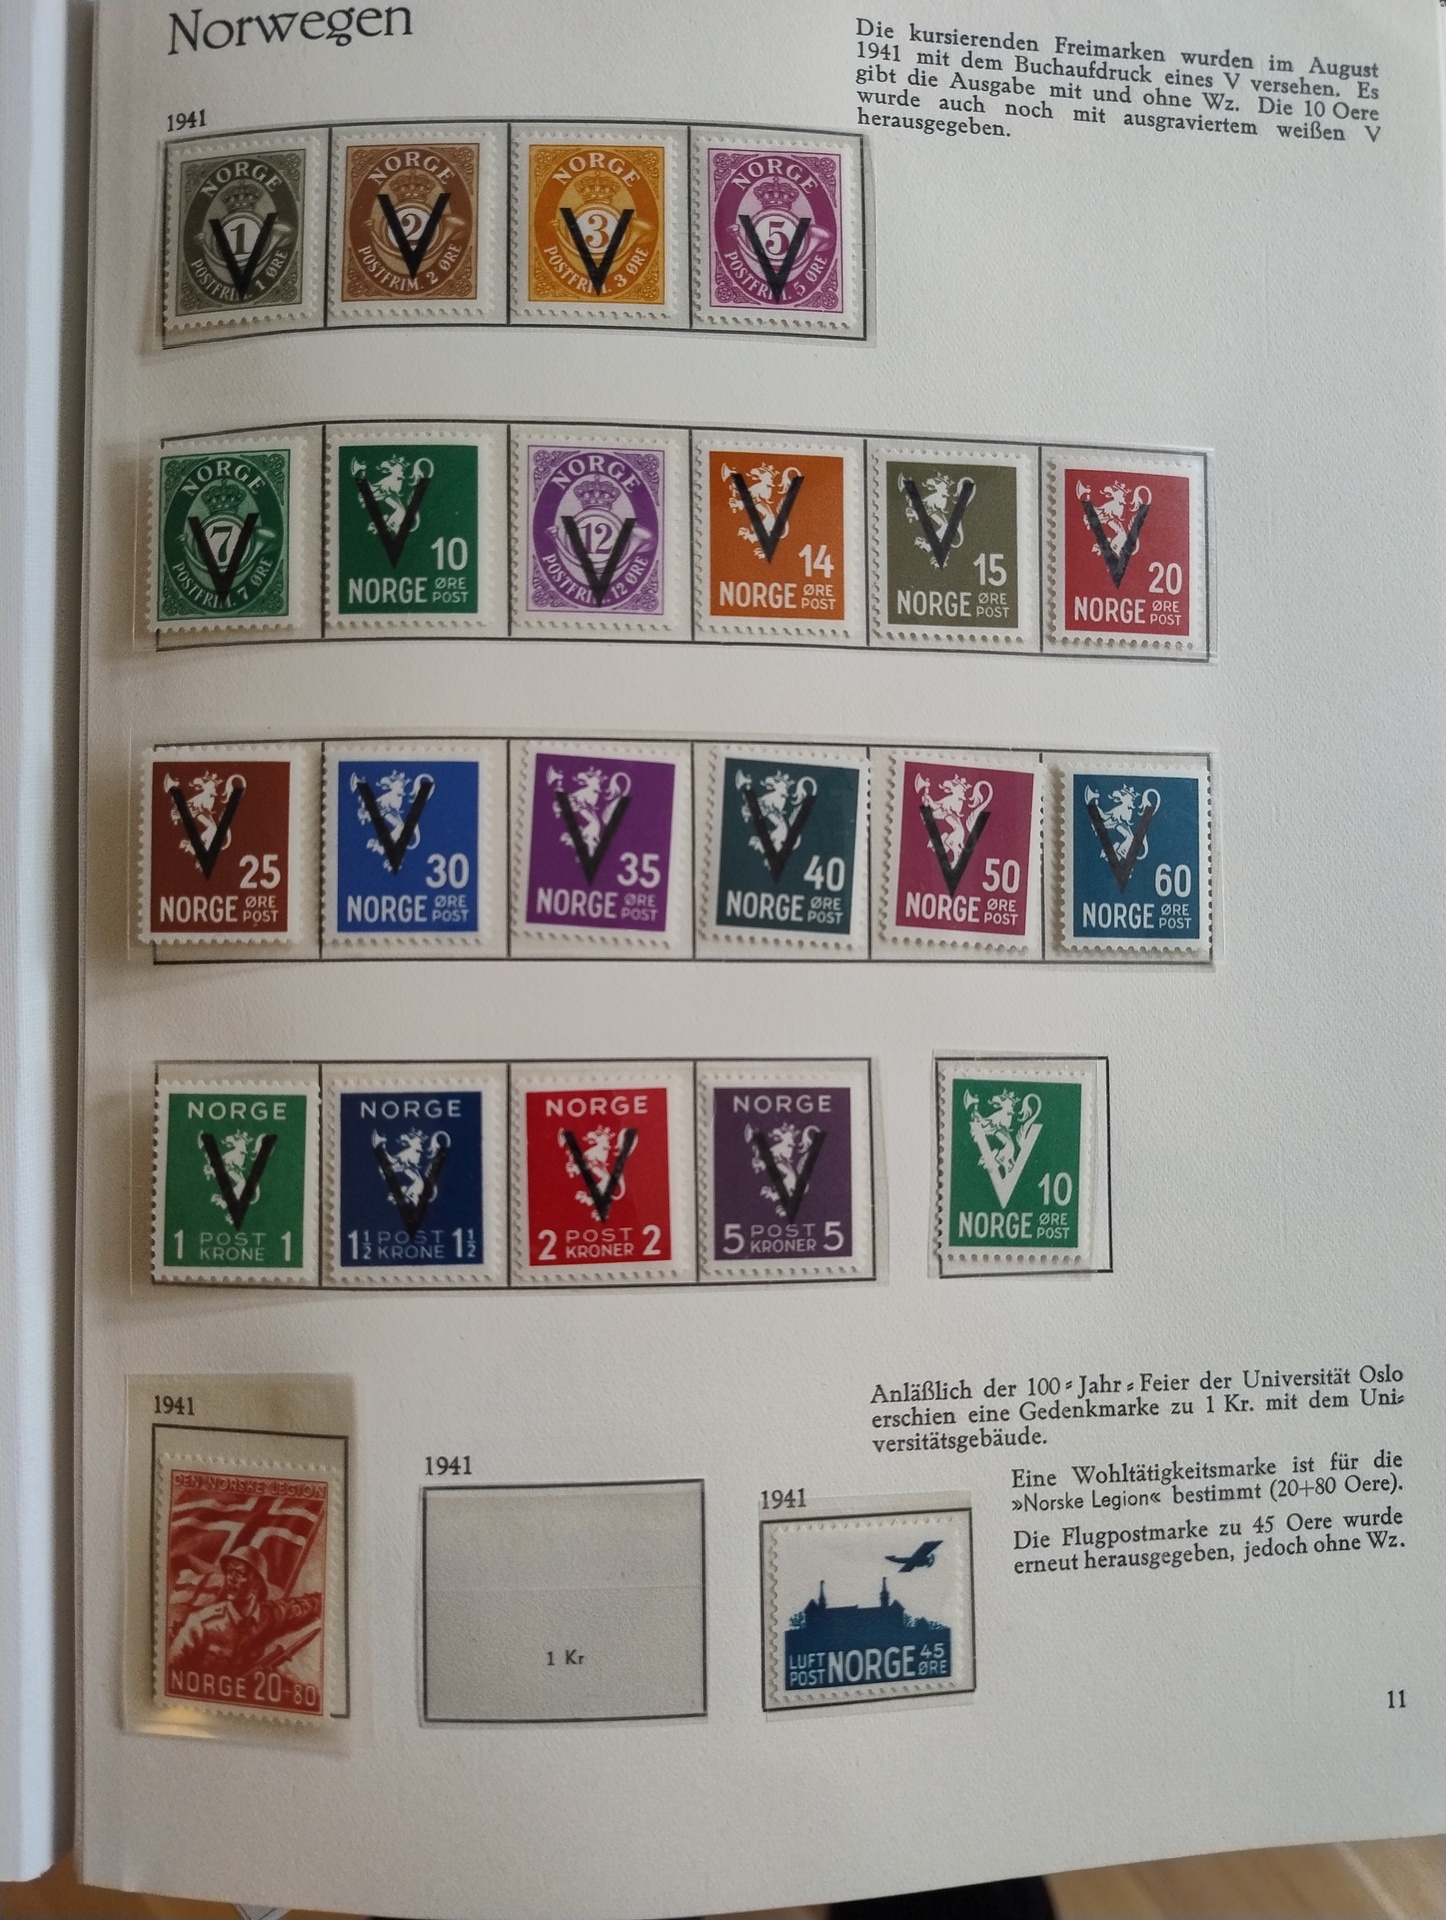 Norwegen
Die kursierenden Freimarken wurden im August
1941 mit dem Buchaufdruck eines V versehen. Es
gibt die Ausgabe mit und ohne Wz. Die 10 Oere
wurde auch noch mit ausgraviertem weißen V
herausgegeben.
1941
NORGE
1
POSTFRIM. 1 ØRE
V
NORGE
2
POSTFRIM. 2 ØRE
V
NORGE
3
POSTFRIM. 3 ØRE
V
NORGE
5
POSTFRIM. 5 ØRE
V
NORGE
7
POSTFRIM. 7 ØRE
V
V
10
NORGE ØRE
POST
NORGE
12
POSTFRIM. 12 ØRE
V
V
14
NORGE ØRE
POST
V
15
NORGE ØRE
POST
V
20
NORGE ØRE
POST
V
25
NORGE ØRE
POST
V
30
NORGE ØRE
POST
V
35
NORGE ØRE
POST
V
40
NORGE ØRE
POST
V
50
NORGE ØRE
POST
V
60
NORGE ØRE
POST
NORGE
V
1 POST 1
KRONE
NORGE
V
1½ POST 1½
KRONE
NORGE
V
2 POST 2
KRONER
NORGE
V
5 POST 5
KRONER
V
10
NORGE ØRE
POST
Anläßlich der 100-Jahr-Feier der Universität Oslo
erschien eine Gedenkmarke zu 1 Kr. mit dem Uni-
versitätsgebäude.
Eine Wohltätigkeitsmarke ist für die
»Norske Legion« bestimmt (20+80 Oere).
Die Flugpostmarke zu 45 Oere wurde
erneut herausgegeben, jedoch ohne Wz.
1941
DEN NORSKE LEGION
NORGE 20+80
1941
1 Kr
1941
LUFT
POST NORGE 45
ØRE
11